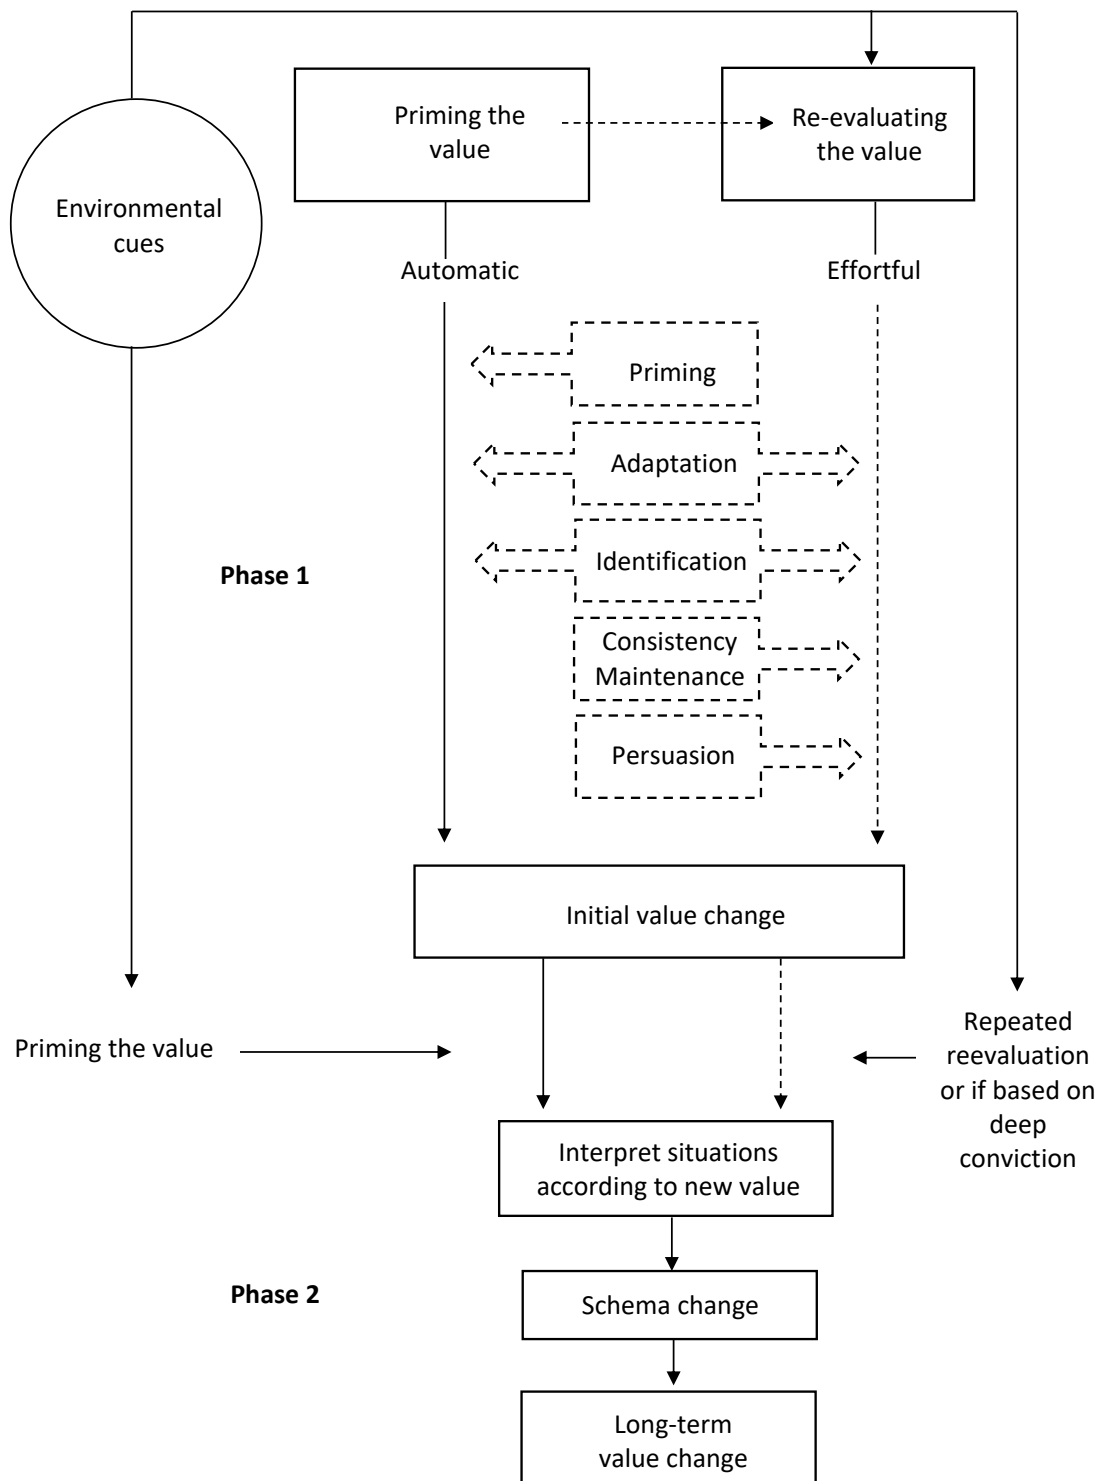 Priming the
value
Re-evaluating
the value
Environmental
cues
Automatic
Effortful
Priming
Adaptation
Identification
Phase 1
Consistency
Maintenance
Persuasion
Initial value change
Priming the value
Repeated
reevaluation
or if based on
deep
conviction
Interpret situations
according to new value
Phase 2
Schema change
Long-term
value change